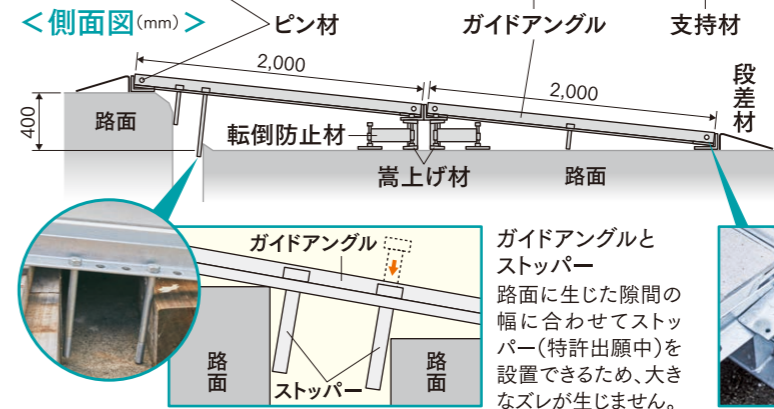 ＜側面図(mm)＞
ピン材
ガイドアングル
支持材
2,000
2,000
段差材
400
路面
転倒防止材
嵩上げ材
路面
ガイドアングル
路面
ストッパー
路面
ガイドアングルと
ストッパー
路面に生じた隙間の
幅に合わせてストッ
パー(特許出願中)を
設置できるため、大き
なズレが生じません。